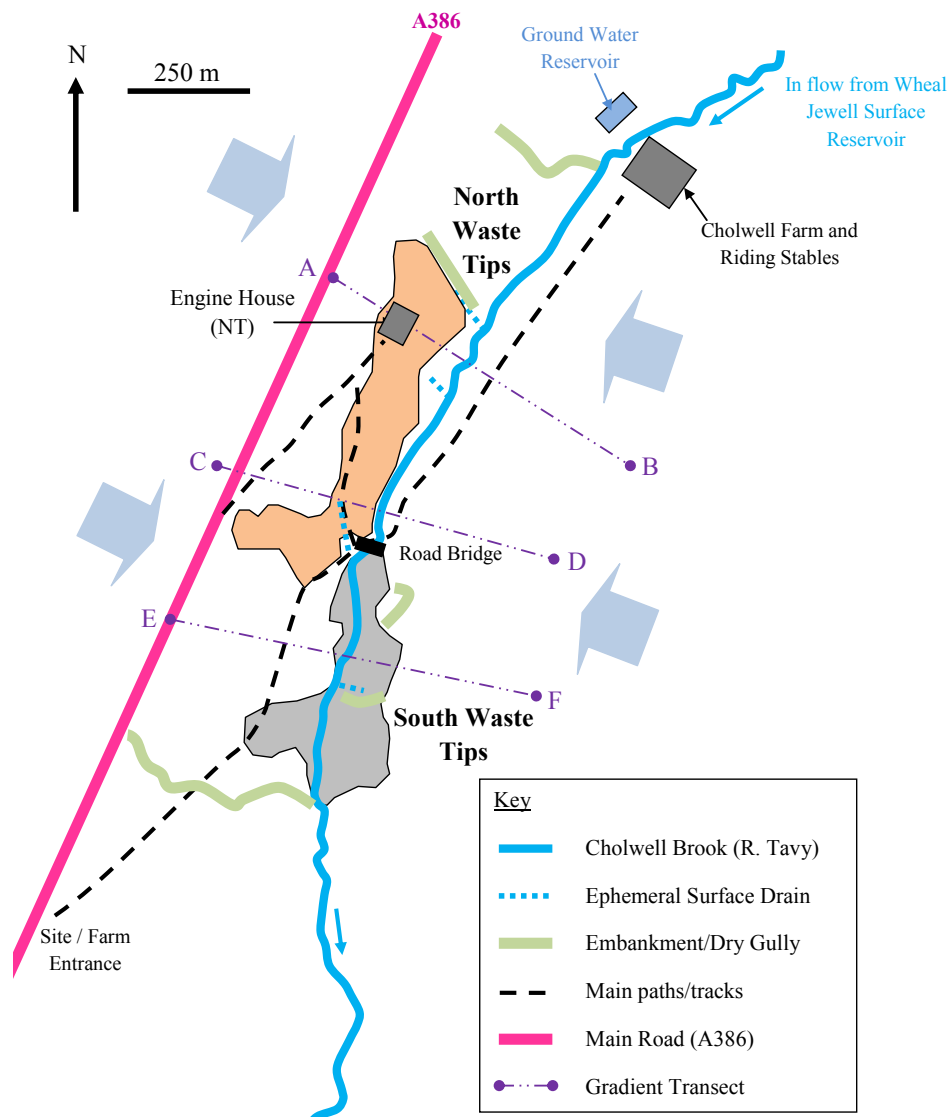 A386
N
250 m
Ground Water
Reservoir
In flow from Wheal
Jewell Surface
Reservoir
North
Waste
Tips
Cholwell Farm and
Riding Stables
A
Engine House
(NT)
C
B
Road Bridge
D
E
F
South Waste
Tips
Site / Farm
Entrance
Key
Cholwell Brook (R. Tavy)
Ephemeral Surface Drain
Embankment/Dry Gully
Main paths/tracks
Main Road (A386)
Gradient Transect